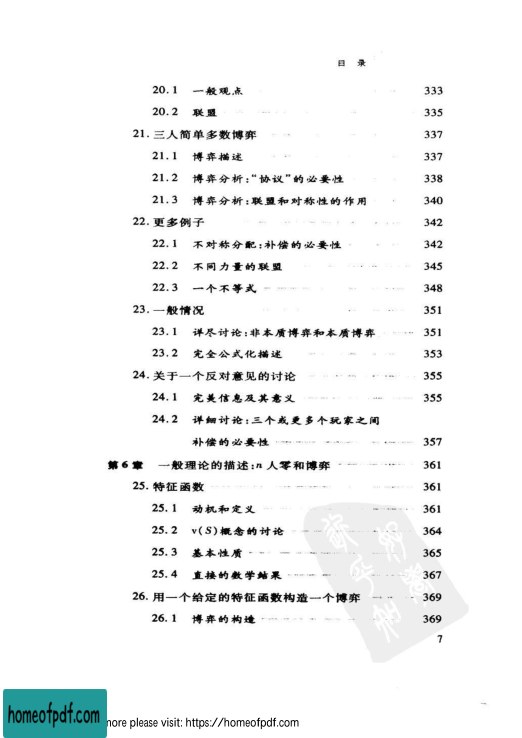 目 录
20.1 一般观点 333
20.2 联盟 335
21.三人简单多数博弈 337
21.1 博弈描述 337
21.2 博弈分析:“协议”的必要性 338
21.3 博弈分析:联盟和对称性的作用 340
22.更多例子 342
22.1 不对称分配:补偿的必要性 342
22.2 不同力量的联盟 345
22.3 一个不等式 348
23.一般情况 351
23.1 详尽讨论:非本质博弈和本质博弈 351
23.2 完全公式化描述 353
24.关于一个反对意见的讨论 355
24.1 完美信息及其意义 355
24.2 详细讨论:三个或更多个玩家之间
补偿的必要性 357
第6章 一般理论的描述:n人零和博弈 361
25.特征函数 361
25.1 动机和定义 361
25.2 v(S)概念的讨论 364
25.3 基本性质 365
25.4 直接的数学结果 367
26.用一个给定的特征函数构造一个博弈 369
26.1 博弈的构造 369
7
homeofpdf.com
more please visit: https://homeofpdf.com